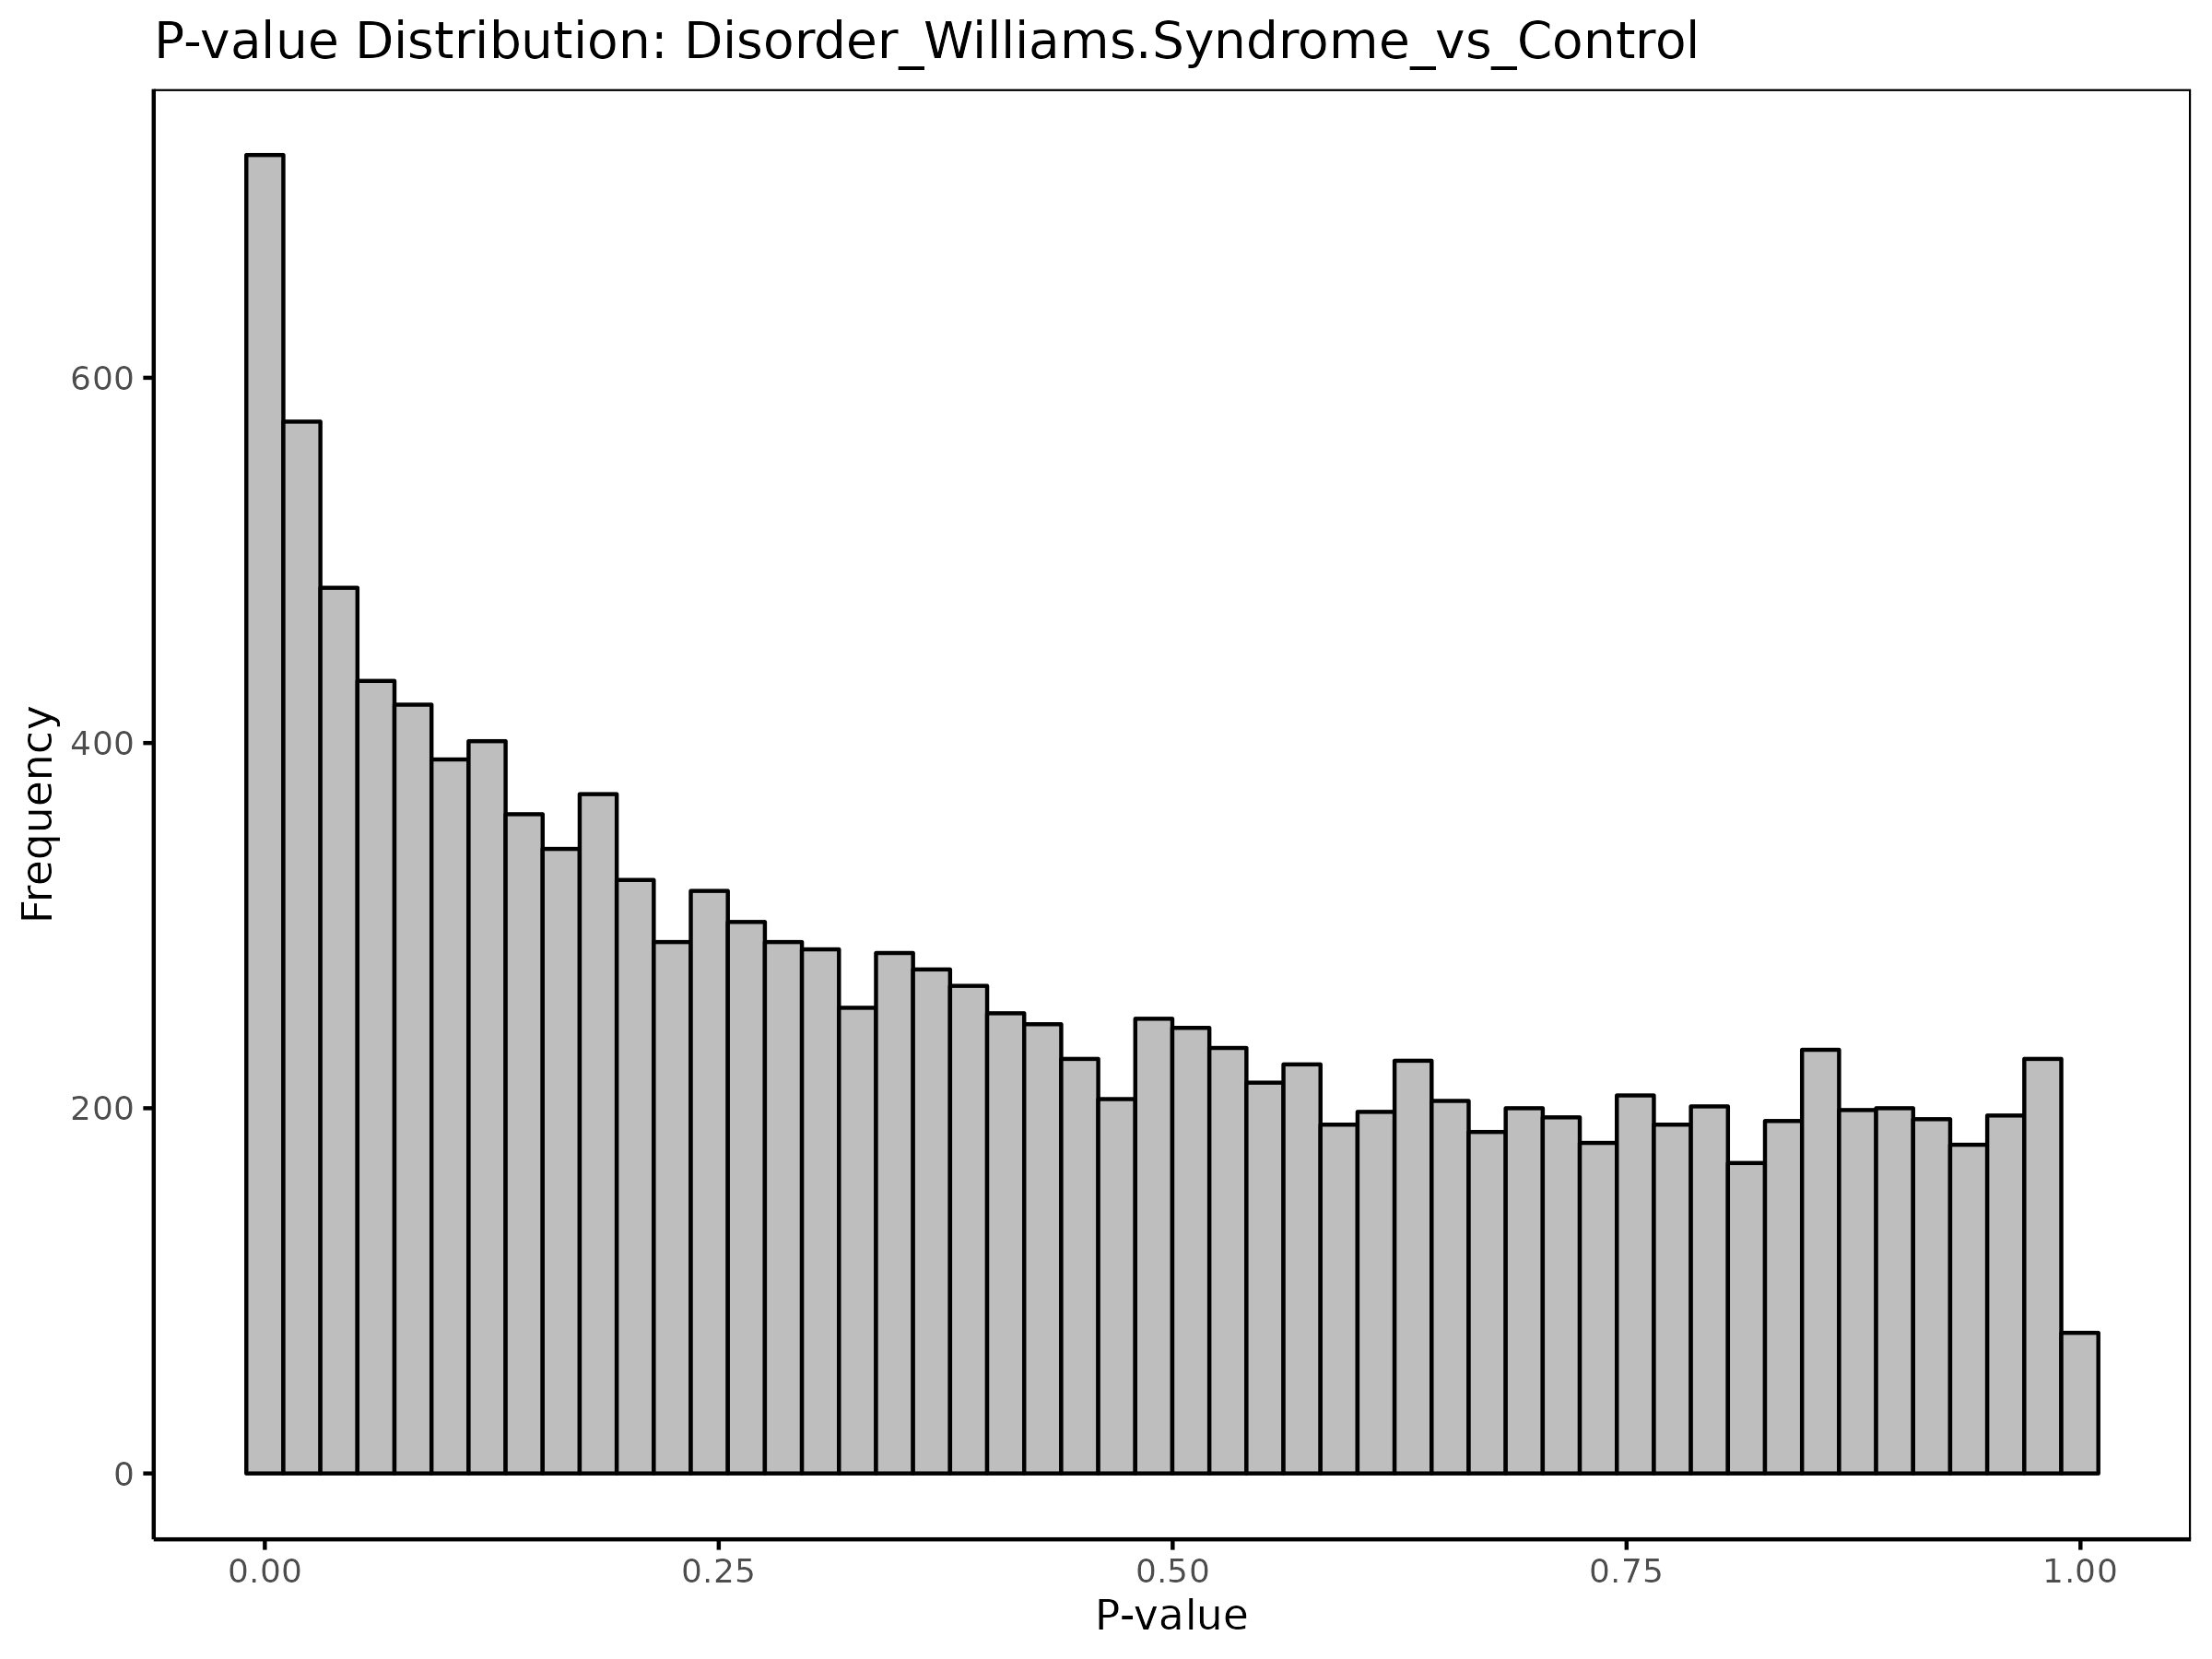 P-value Distribution: Disorder_Williams.Syndrome_vs_Control
Frequency
600
400
200
0
0.00 0.25 0.50 0.75 1.00
P-value